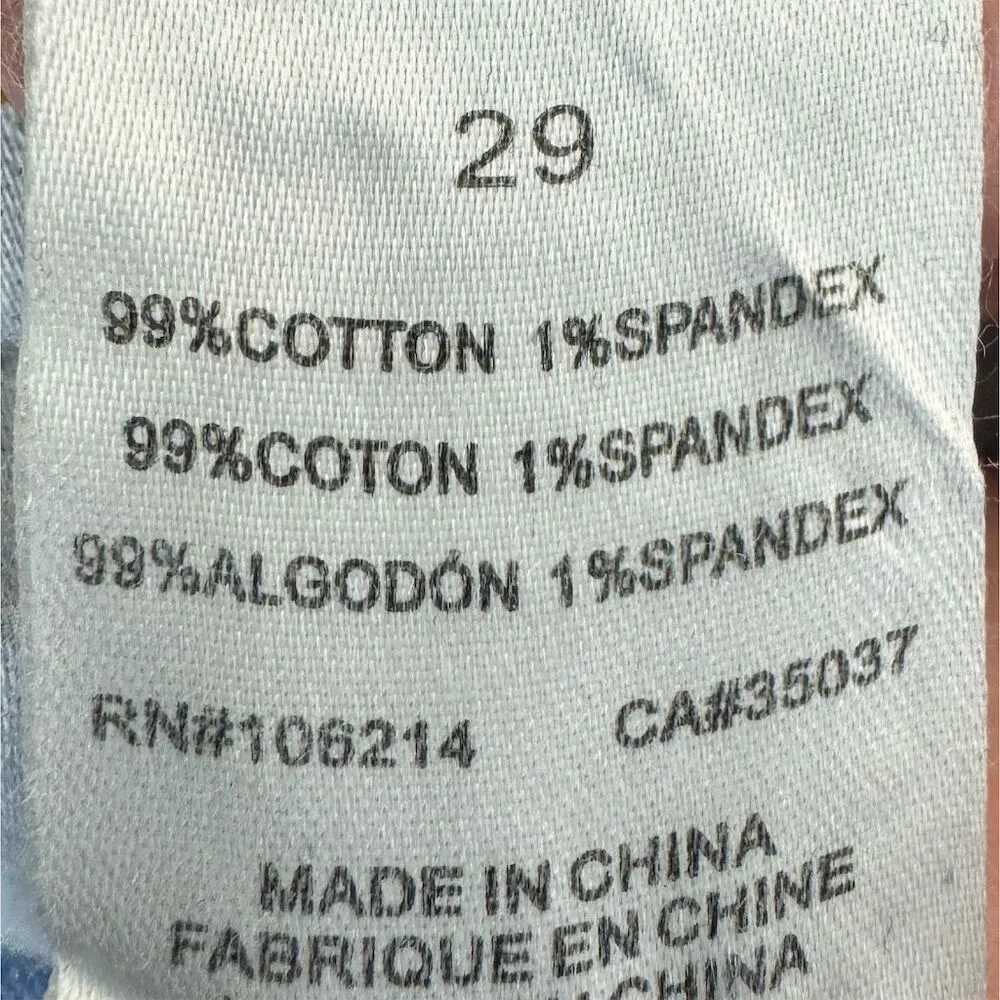 29
99%COTTON 1%SPANDEX
99%COTON 1%SPANDEX
99%ALGODÓN 1%SPANDEX
RN#106214 CA#35037
MADE IN CHINA
FABRIQUE EN CHINE
CHINA